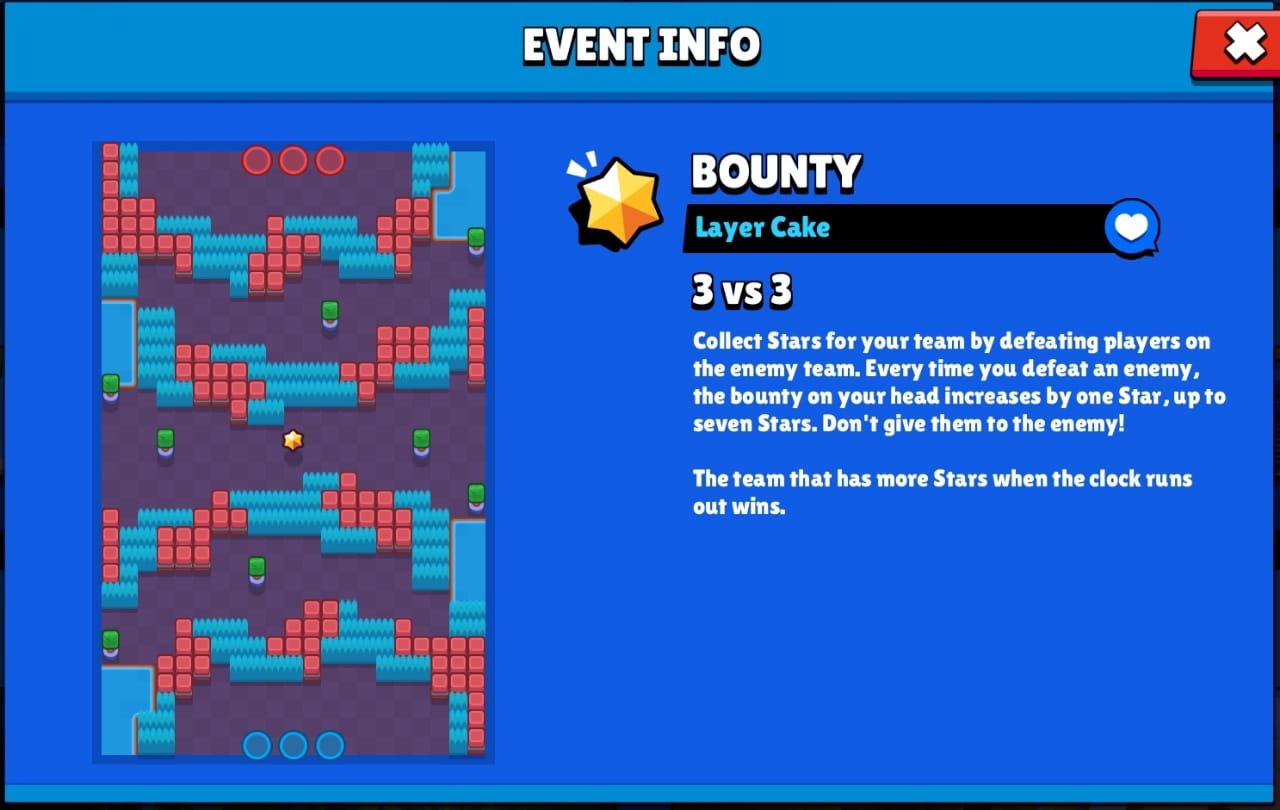 EVENT INFO
BOUNTY
Layer Cake
3 vs 3
Collect Stars for your team by defeating players on
the enemy team. Every time you defeat an enemy,
the bounty on your head increases by one Star, up to
seven Stars. Don't give them to the enemy!
The team that has more Stars when the clock runs
out wins.